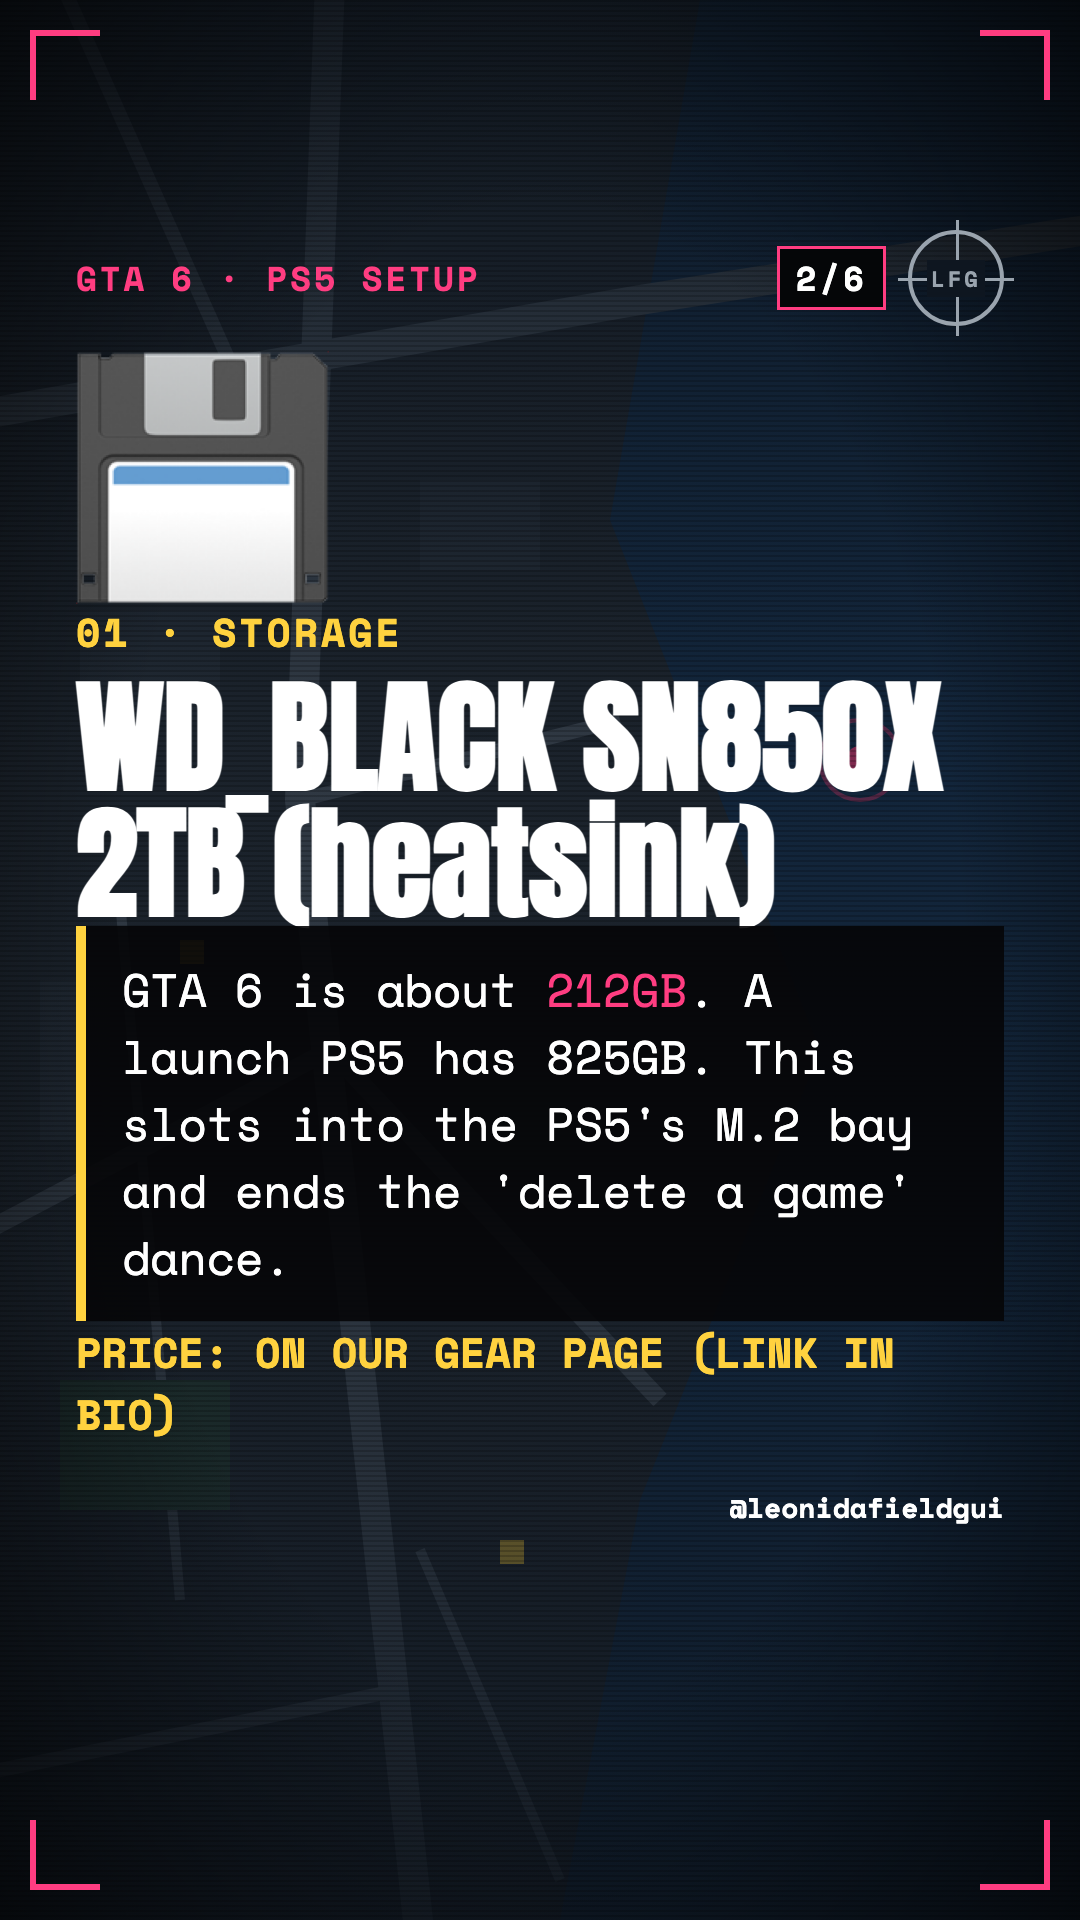 GTA 6 · PS5 SETUP
2/6
LFG
01 · STORAGE
WD_BLACK SN850X
2TB (heatsink)
GTA 6 is about 212GB. A
launch PS5 has 825GB. This
slots into the PS5's M.2 bay
and ends the 'delete a game'
dance.
PRICE: ON OUR GEAR PAGE (LINK IN
BIO)
@leonidafieldgui